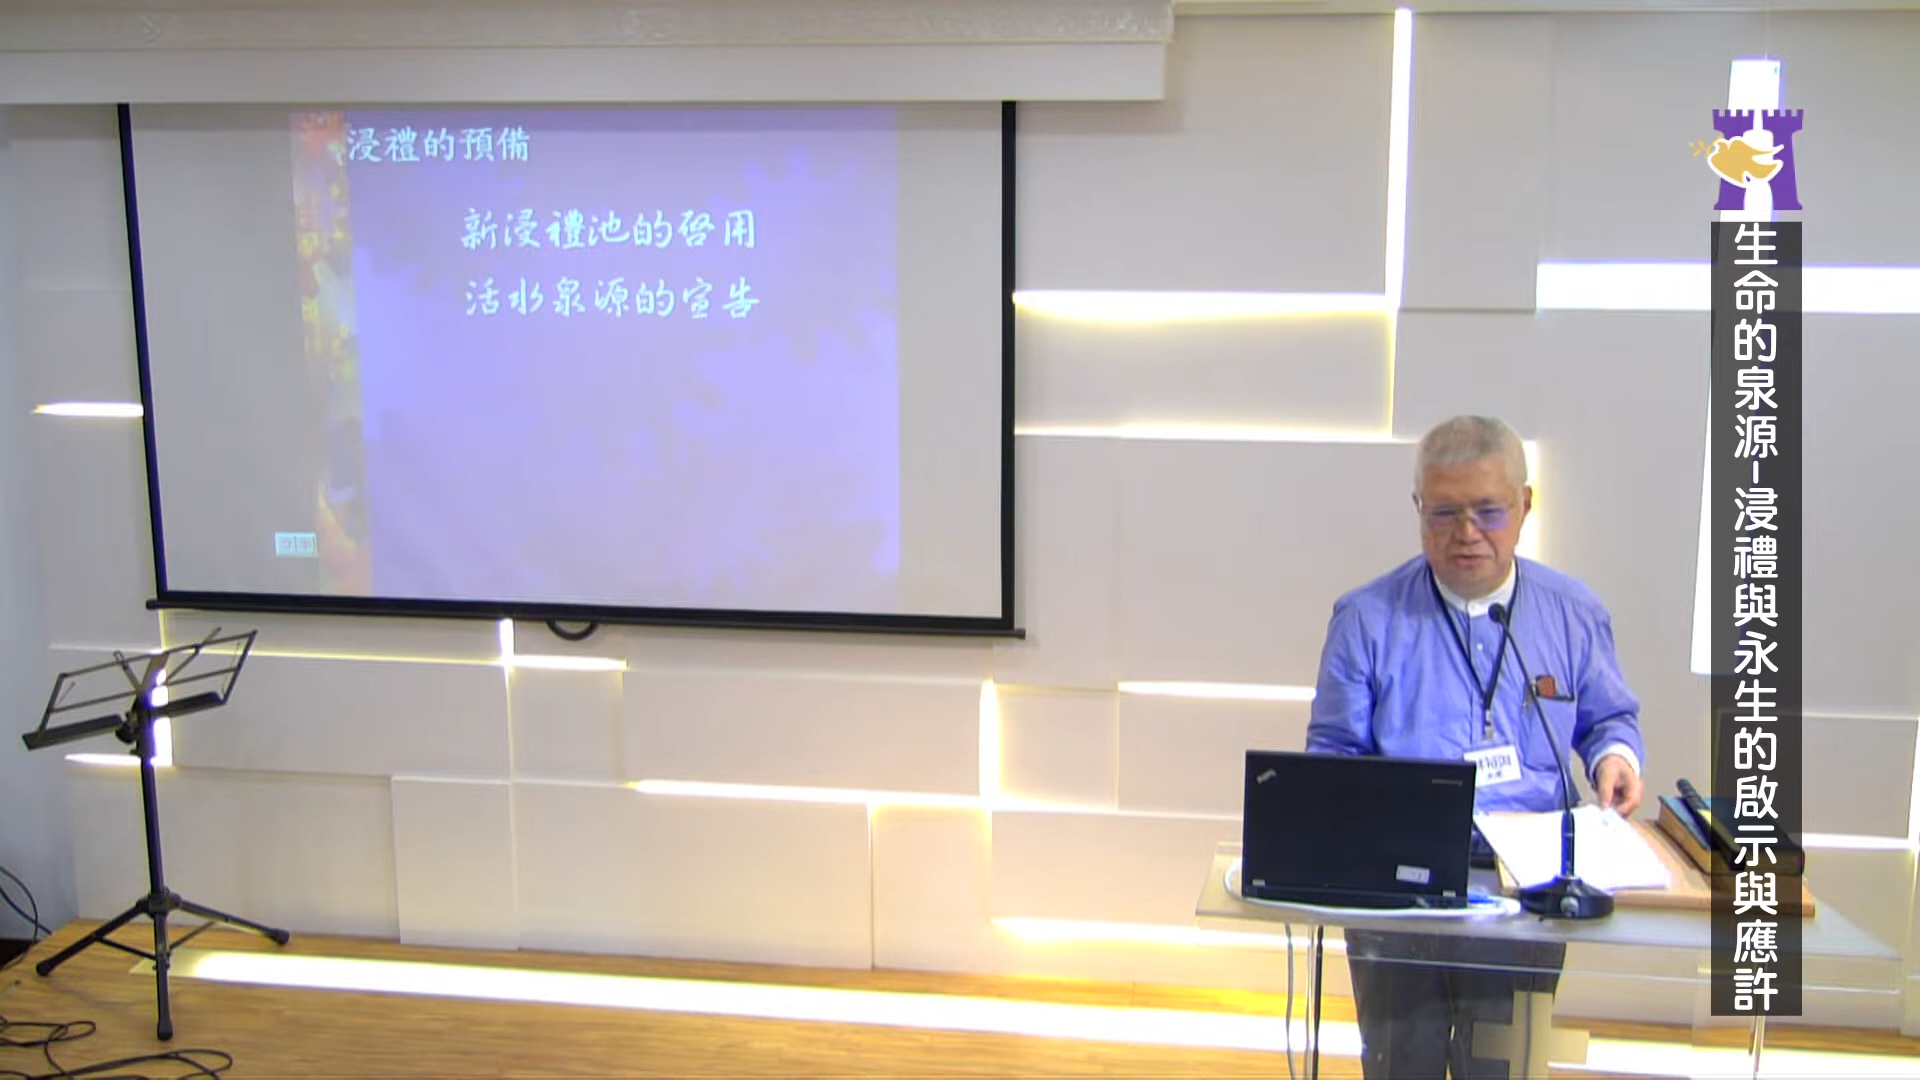 浸禮的預備
新浸禮池的啓用
活水泉源的宣告
生命的泉源-浸禮與永生的啟示與應許